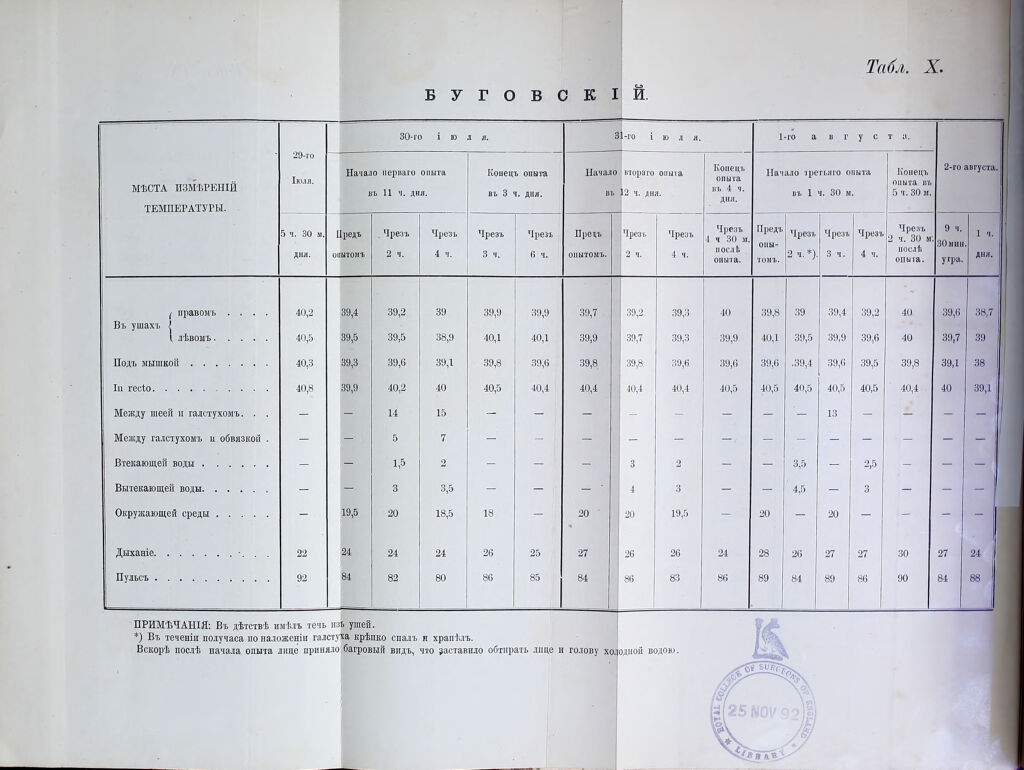 Табл. X.
БУГОВСКІЙ.
МѢСТА ИЗМѢРЕНІЙ ТЕМПЕРАТУРЫ. | 29-го Іюля. | 30-го іюля. | 31-го іюля. | 1-го августа. | 2-го августа.
Начало перваго опыта въ 11 ч. дня. | Конецъ опыта въ 3 ч. дня. | Начало втораго опыта въ 12 ч. дня. | Конецъ опыта въ 4 ч. дня. | Начало третьяго опыта въ 1 ч. 30 м. | Конецъ опыта въ 5 ч. 30 м.
5 ч. 30 м. дня. | Предъ опытомъ | Чрезъ 2 ч. | Чрезъ 4 ч. | Чрезъ 3 ч. | Чрезъ 6 ч. | Предъ опытомъ. | Чрезъ 2 ч. | Чрезъ 4 ч. | Чрезъ 4 ч 30 м. послѣ опыта. | Предъ опы-томъ. | Чрезъ 2 ч. *). | Чрезъ 3 ч. | Чрезъ 4 ч. | Чрезъ 2 ч. 30 м. послѣ опыта. | 9 ч. 30 мин. утра. | 1 ч. дня.
Въ ушахъ { правомъ . . . . | 40,2 | 39,4 | 39,2 | 39 | 39,9 | 39,9 | 39,7 | 39,2 | 39,3 | 40 | 39,8 | 39 | 39,4 | 39,2 | 40 | 39,6 | 38,7
лѣвомъ. . . . . | 40,5 | 39,5 | 39,5 | 38,9 | 40,1 | 40,1 | 39,9 | 39,7 | 39,3 | 39,9 | 40,1 | 39,5 | 39,9 | 39,6 | 40 | 39,7 | 39
Подъ мышкой . . . . . . . | 40,3 | 39,3 | 39,6 | 39,1 | 39,8 | 39,6 | 39,8 | 39,8 | 39,6 | 39,6 | 39,6 | 39,4 | 39,6 | 39,5 | 39,8 | 39,1 | 38
In recto. . . . . . . . . . | 40,8 | 39,9 | 40,2 | 40 | 40,5 | 40,4 | 40,4 | 40,4 | 40,4 | 40,5 | 40,5 | 40,5 | 40,5 | 40,5 | 40,4 | 40 | 39,1
Между шеей и галстухомъ. . . | — | — | 14 | 15 | — | — | — | — | — | — | — | — | 13 | — | — | — | —
Между галстухомъ и обвязкой . | — | — | 5 | 7 | — | — | — | — | — | — | — | — | — | — | — | — | —
Втекающей воды . . . . . . | — | — | 1,5 | 2 | — | — | — | 3 | 2 | — | — | 3,5 | — | 2,5 | — | — | —
Вытекающей воды. . . . . . | — | — | 3 | 3,5 | — | — | — | 4 | 3 | — | — | 4,5 | — | 3 | — | — | —
Окружающей среды . . . . . | — | 19,5 | 20 | 18,5 | 18 | — | 20 | 20 | 19,5 | — | 20 | — | 20 | — | — | — | —
Дыханіе. . . . . . . . . . | 22 | 24 | 24 | 24 | 26 | 25 | 27 | 26 | 26 | 24 | 28 | 26 | 27 | 27 | 30 | 27 | 24
Пульсъ . . . . . . . . . . | 92 | 84 | 82 | 80 | 86 | 85 | 84 | 86 | 83 | 86 | 89 | 84 | 89 | 86 | 90 | 84 | 88
ПРИМѢЧАНІЯ: Въ дѣтствѣ имѣлъ течь изъ ушей.
*) Въ теченіи получаса по наложеніи галстуха крѣпко спалъ и храпѣлъ.
Вскорѣ послѣ начала опыта лице приняло багровый видъ, что заставило обтирать лице и голову холодной водою.
ROYAL COLLEGE OF SURGEONS OF ENGLAND
25 NOV 92
LIBRARY